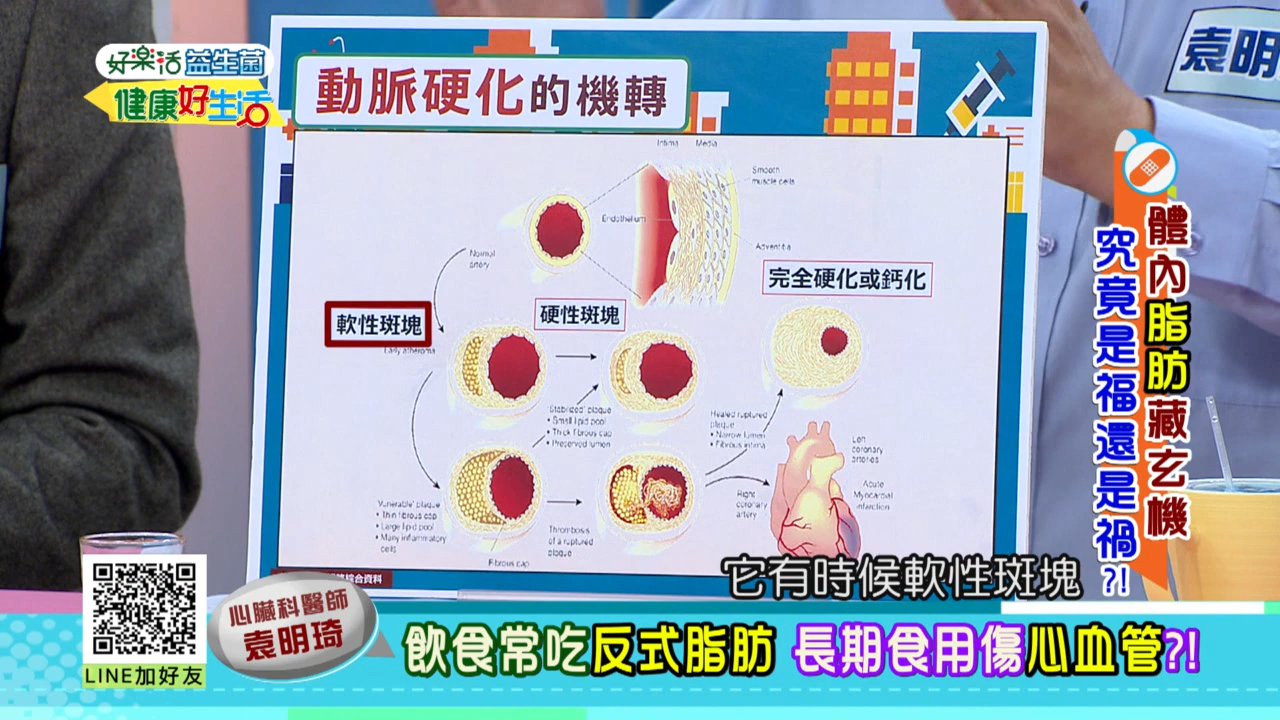 好樂活益生菌
健康好生活
動脈硬化的機轉
袁明
Intima Media
Smooth
muscle cells
Endothelium
Adventitia
Normal
artery
完全硬化或鈣化
軟性斑塊
硬性斑塊
Early atheroma
"Stabilized" plaque
• Small lipid pool
• Thick fibrous cap
• Preserved lumen
Healed ruptured
plaque
• Narrow lumen
• Fibrous intima
Left
coronary
arteries
Right
coronary
artery
Acute
Myocardial
infarction
"Vulnerable" plaque
• Thin fibrous cap
• Large lipid pool
• Many inflammatory
cells
Thrombosis
of a ruptured
plaque
Fibrous cap
綜合資料
體內脂肪藏玄機
究竟是福還是禍?!
它有時候軟性斑塊
心臟科醫師
袁明琦
飲食常吃反式脂肪 長期食用傷心血管?!
LINE加好友